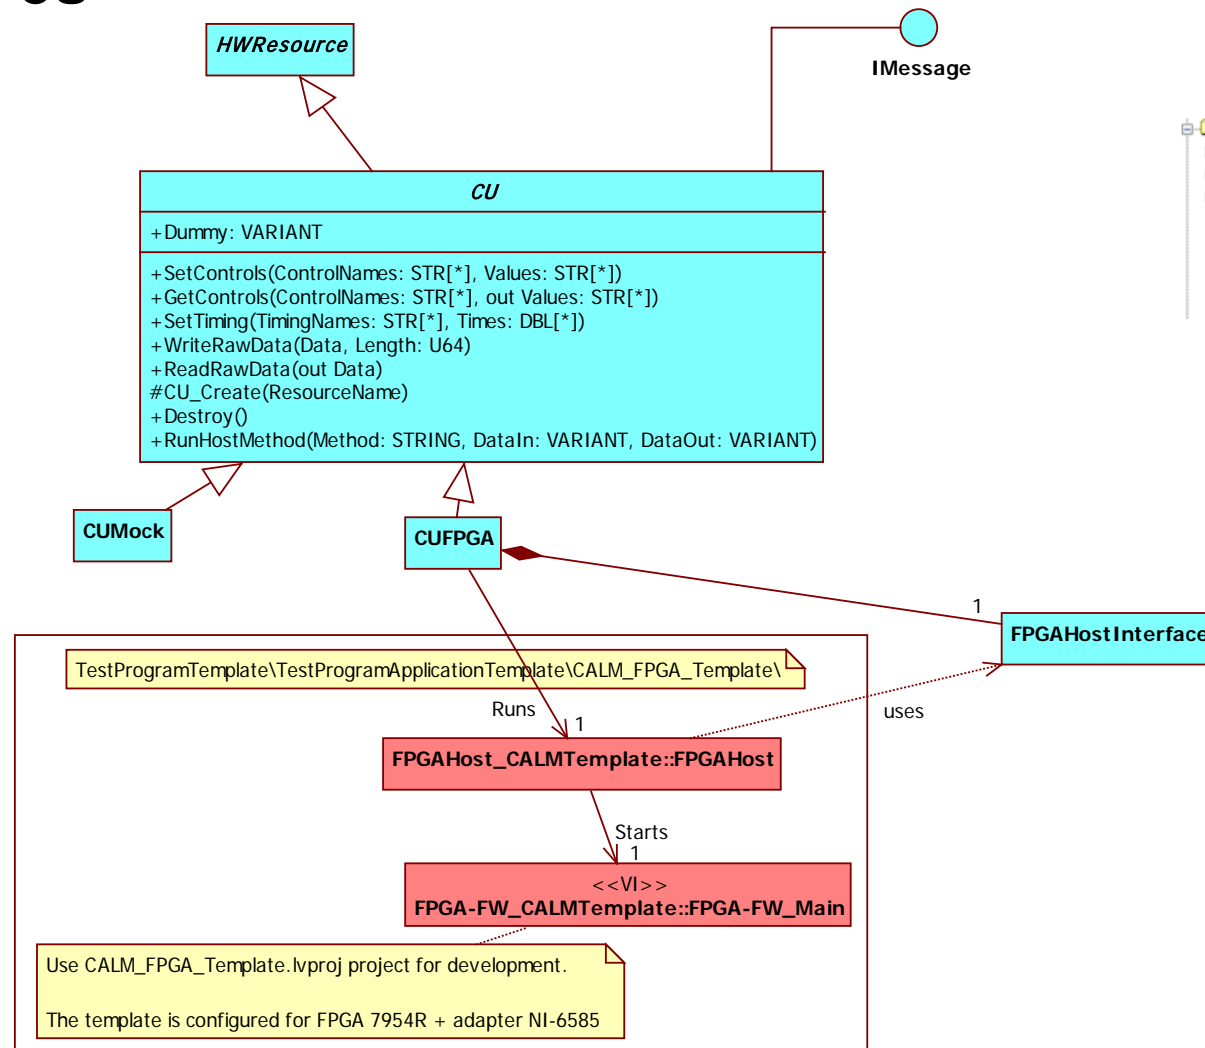 HWResource
IMessage
CU
+Dummy: VARIANT
+SetControls(ControlNames: STR[*], Values: STR[*])
+GetControls(ControlNames: STR[*], out Values: STR[*])
+SetTiming(TimingNames: STR[*], Times: DBL[*])
+WriteRawData(Data, Length: U64)
+ReadRawData(out Data)
#CU_Create(ResourceName)
+Destroy()
+RunHostMethod(Method: STRING, DataIn: VARIANT, DataOut: VARIANT)
CUMock
CUFPGA
1
FPGAHostInterface
TestProgramTemplate\TestProgramApplicationTemplate\CALM_FPGA_Template\
Runs
1
uses
FPGAHost_CALMTemplate::FPGAHost
Starts
1
<<VI>>
FPGA-FW_CALMTemplate::FPGA-FW_Main
Use CALM_FPGA_Template.lvproj project for development.
The template is configured for FPGA 7954R + adapter NI-6585